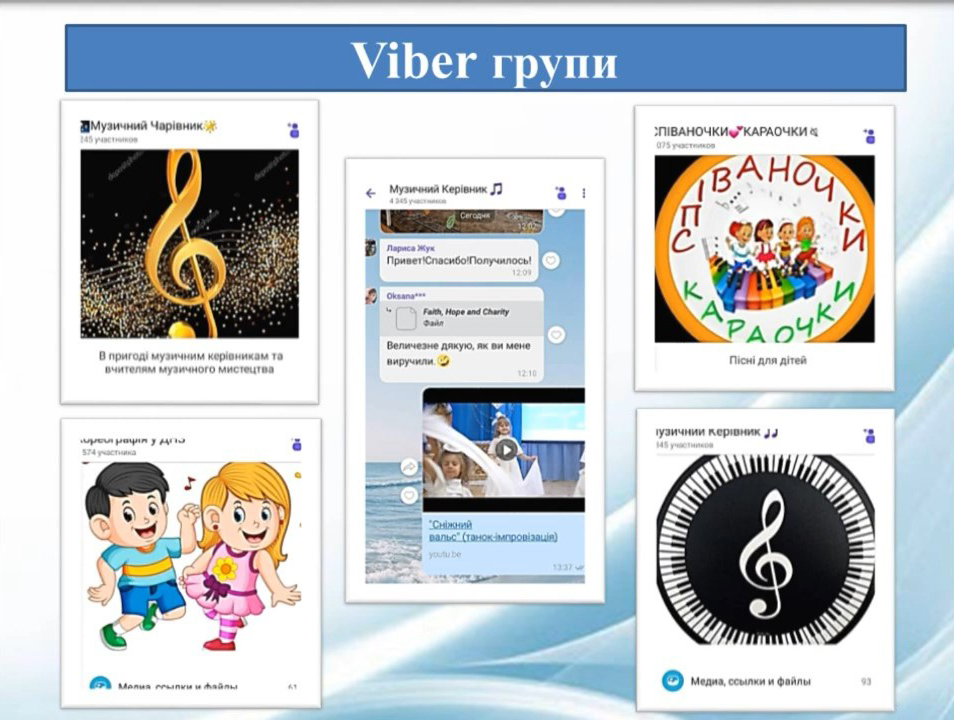 Viber групи
Музичний Чарівник
245 участников
В пригоді музичним керівникам та
вчителям музичного мистецтва
Хореографія у ДНЗ
574 участника
Медиа, ссылки и файлы 61
Музичний Керівник
4 345 участников
Сегодня
12:02
Лариса Жук
Привет!Спасибо!Получилось!
12:09
Oksana***
Faith, Hope and Charity
Файл
Величезне дякую, як ви мене
виручили.
12:10
"Сніжний
вальс" (танок-імпровізація)
youtu.be
13:37
СПІВАНОЧКИ💕КАРАОЧКИ
075 участников
СПІВАНОЧКИ
КАРАОЧКИ
Пісні для дітей
узичний Керівник
345 участников
Медиа, ссылки и файлы 93